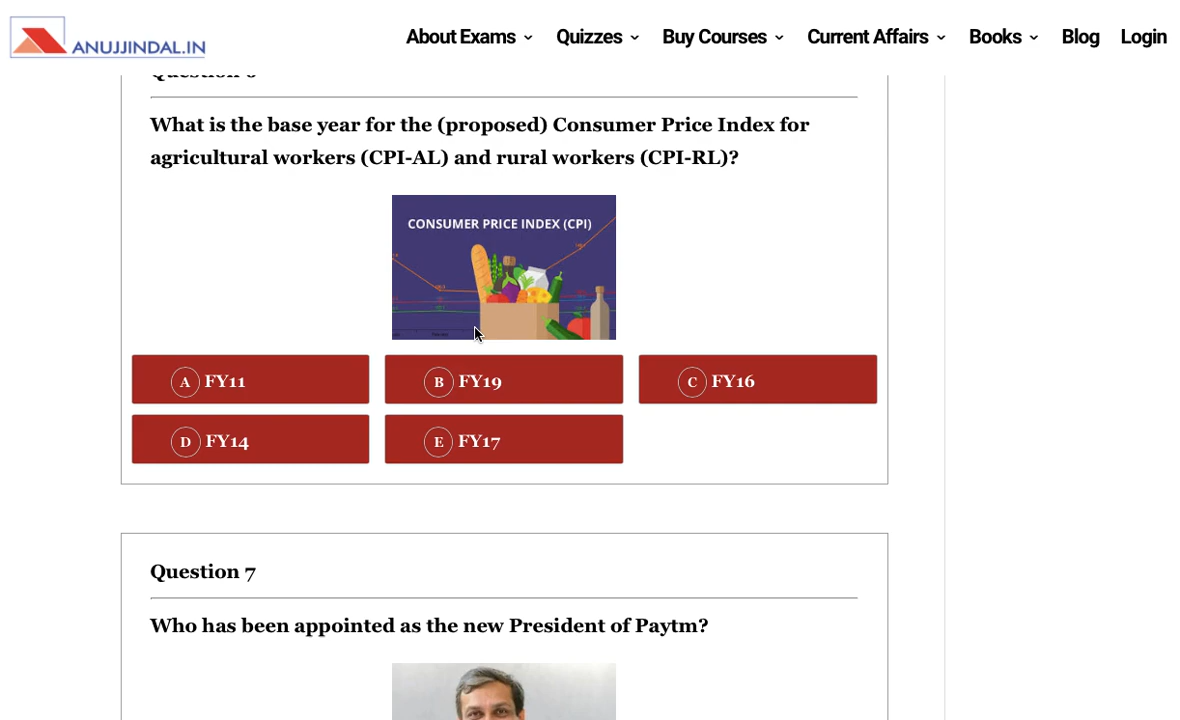 ANUJJINDAL.IN
About Exams
Quizzes
Buy Courses
Current Affairs
Books
Blog
Login
What is the base year for the (proposed) Consumer Price Index for
agricultural workers (CPI-AL) and rural workers (CPI-RL)?
CONSUMER PRICE INDEX (CPI)
A FY11
B FY19
C FY16
D FY14
E FY17
Question 7
Who has been appointed as the new President of Paytm?